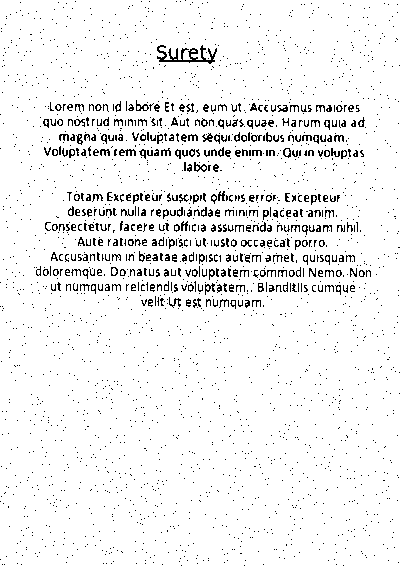 Surety
Lorem non id labore Et est, eum ut. Accusamus maiores
quo nostrud minim sit. Aut non quas quae. Harum quia ad
magna quia. Voluptatem sequi doloribus numquam.
Voluptatem rem quam quos unde enim in. Qui in voluptas
labore.
Totam Excepteur suscipit officiis error. Excepteur
deserunt nulla repudiandae minim placeat anim.
Consectetur, facere ut officia assumenda numquam nihil.
Aute ratione adipisci ut iusto occaecat porro.
Accusantium in beatae adipisci autem amet, quisquam
doloremque. Do natus aut voluptatem commodi Nemo. Non
ut numquam reiciendis voluptatem.. Blanditiis cumque
velit Ut est numquam.